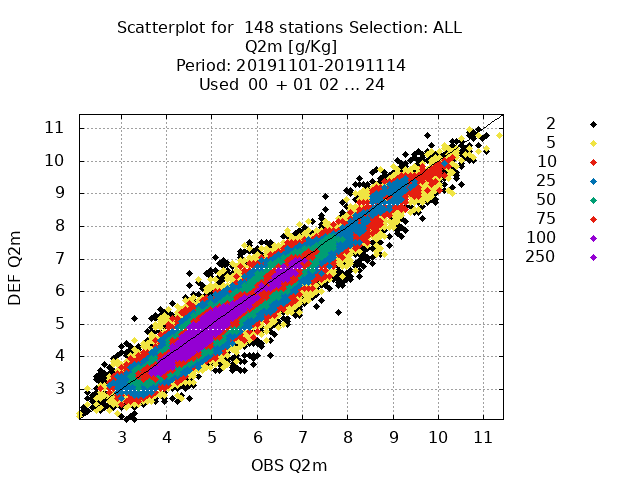 Scatterplot for 148 stations Selection: ALL
Q2m [g/Kg]
Period: 20191101-20191114
Used 00 + 01 02 ... 24
11
10
9
8
7
6
5
4
3
DEF Q2m
3 4 5 6 7 8 9 10 11
OBS Q2m
2
5
10
25
50
75
100
250